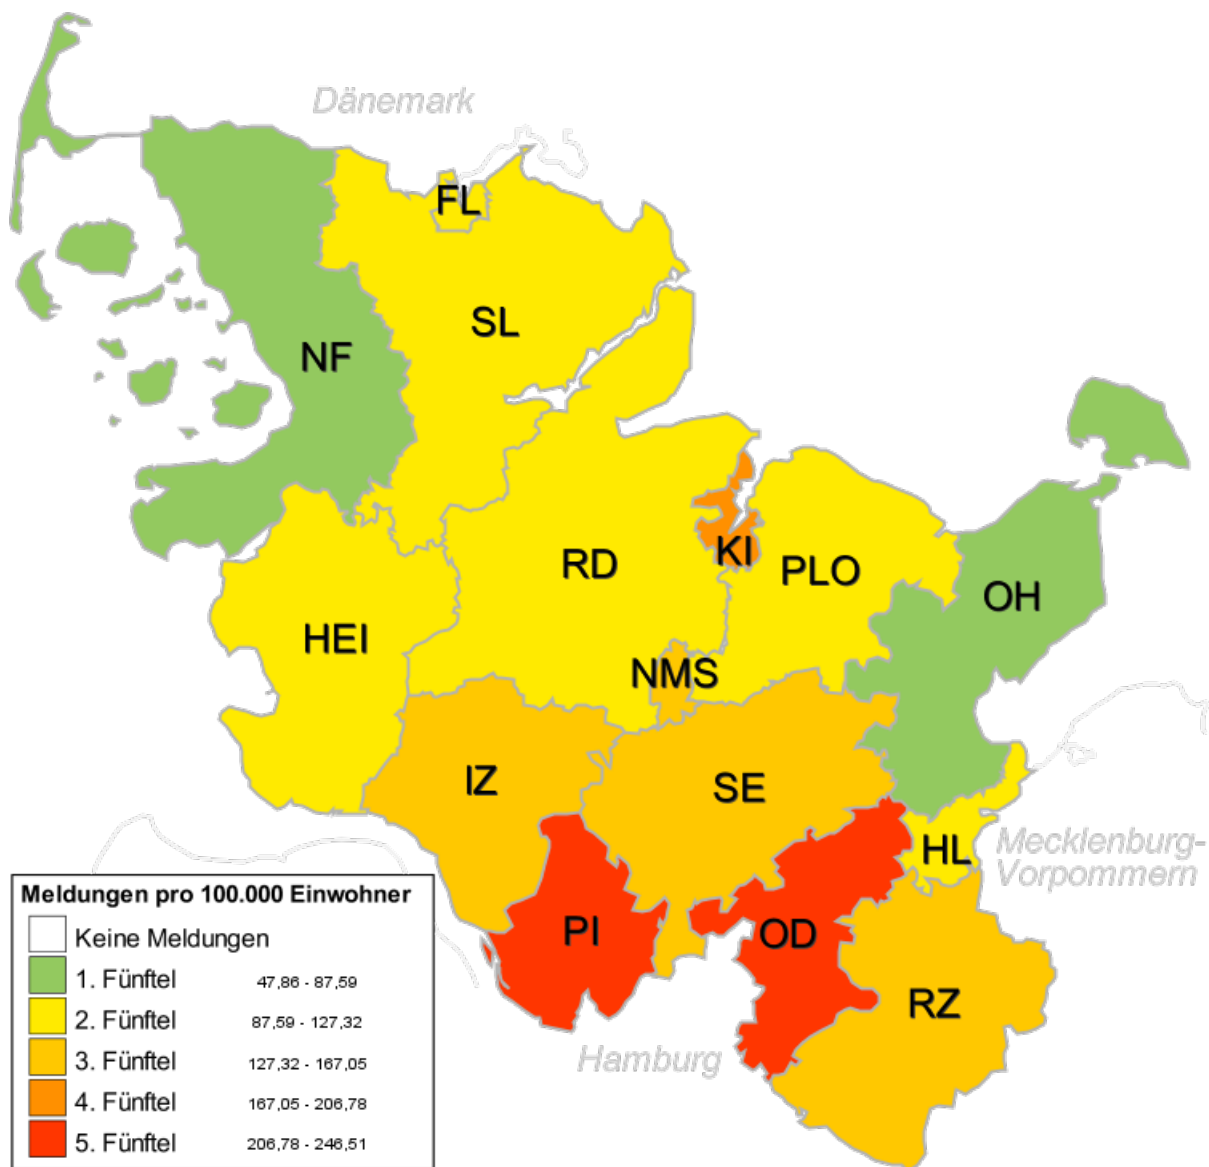 Dänemark
FL
SL
NF
RD
KI
PLO
OH
HEI
NMS
IZ
SE
HL
Mecklenburg-
Vorpommern
PI
OD
RZ
Hamburg
Meldungen pro 100.000 Einwohner
Keine Meldungen
1. Fünftel 47,86 - 87,59
2. Fünftel 87,59 - 127,32
3. Fünftel 127,32 - 167,05
4. Fünftel 167,05 - 206,78
5. Fünftel 206,78 - 246,51